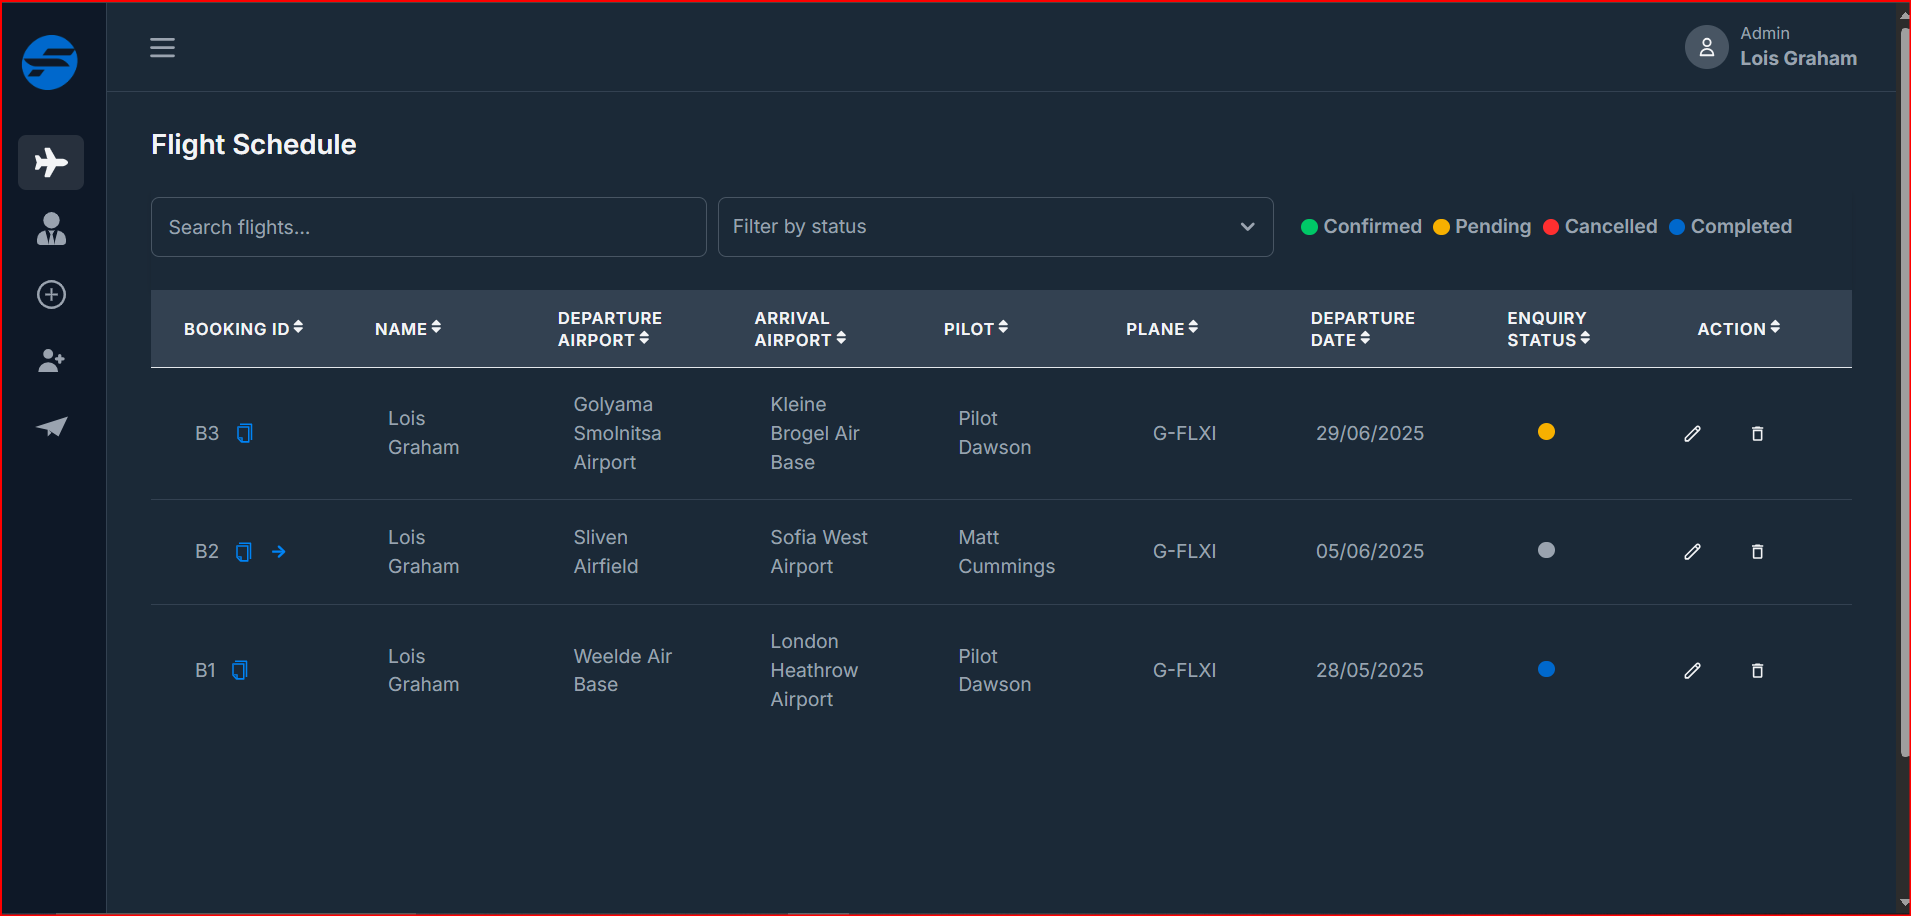 Admin
Lois Graham
Flight Schedule
Search flights...
Filter by status
Confirmed Pending Cancelled Completed
BOOKING ID NAME DEPARTURE AIRPORT ARRIVAL AIRPORT PILOT PLANE DEPARTURE DATE ENQUIRY STATUS ACTION
B3 Lois Graham Golyama Smolnitsa Airport Kleine Brogel Air Base Pilot Dawson G-FLXI 29/06/2025
B2 Lois Graham Sliven Airfield Sofia West Airport Matt Cummings G-FLXI 05/06/2025
B1 Lois Graham Weelde Air Base London Heathrow Airport Pilot Dawson G-FLXI 28/05/2025